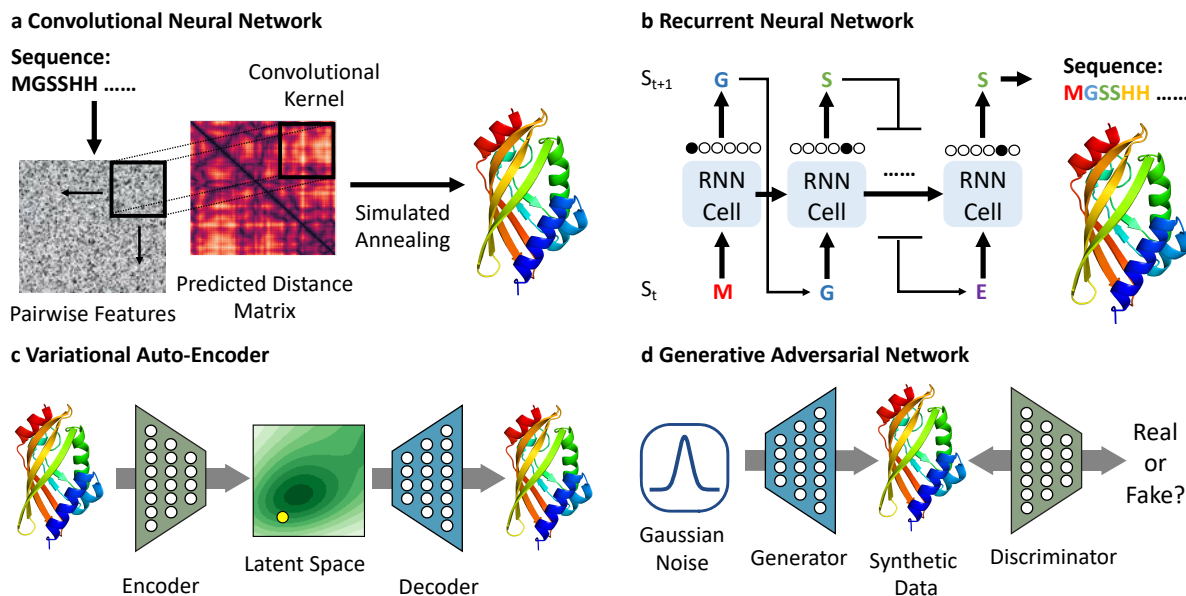 a Convolutional Neural Network
Sequence:
MGSSHH ......
Convolutional
Kernel
Simulated
Annealing
Pairwise Features
Predicted Distance
Matrix
b Recurrent Neural Network
S_{t+1}
G
S
S
Sequence:
MGSSHH ......
RNN
Cell
RNN
Cell
......
RNN
Cell
S_t
M
G
E
c Variational Auto-Encoder
Encoder
Latent Space
Decoder
d Generative Adversarial Network
Gaussian
Noise
Generator
Synthetic
Data
Discriminator
Real
or
Fake?